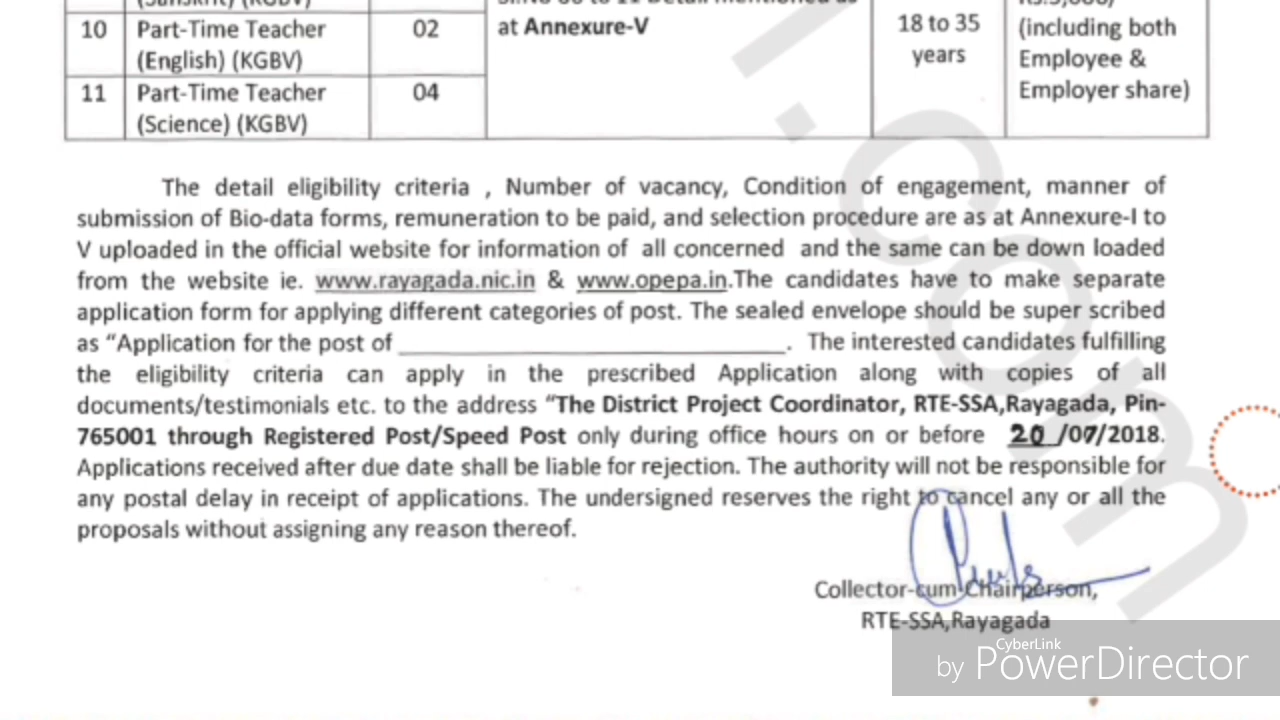 10 Part-Time Teacher 02 at Annexure-V 18 to 35 (including both
(English) (KGBV) years Employee &
11 Part-Time Teacher 04 Employer share)
(Science) (KGBV)
The detail eligibility criteria , Number of vacancy, Condition of engagement, manner of
submission of Bio-data forms, remuneration to be paid, and selection procedure are as at Annexure-I to
V uploaded in the official website for information of all concerned and the same can be down loaded
from the website ie. www.rayagada.nic.in & www.opepa.in.The candidates have to make separate
application form for applying different categories of post. The sealed envelope should be super scribed
as “Application for the post of ______________________________. The interested candidates fulfilling
the eligibility criteria can apply in the prescribed Application along with copies of all
documents/testimonials etc. to the address “The District Project Coordinator, RTE-SSA,Rayagada, Pin-
765001 through Registered Post/Speed Post only during office hours on or before 20 /07/2018.
Applications received after due date shall be liable for rejection. The authority will not be responsible for
any postal delay in receipt of applications. The undersigned reserves the right to cancel any or all the
proposals without assigning any reason thereof.
Collector-cum-Chairperson,
RTE-SSA,Rayagada
CyberLink
by PowerDirector
.com